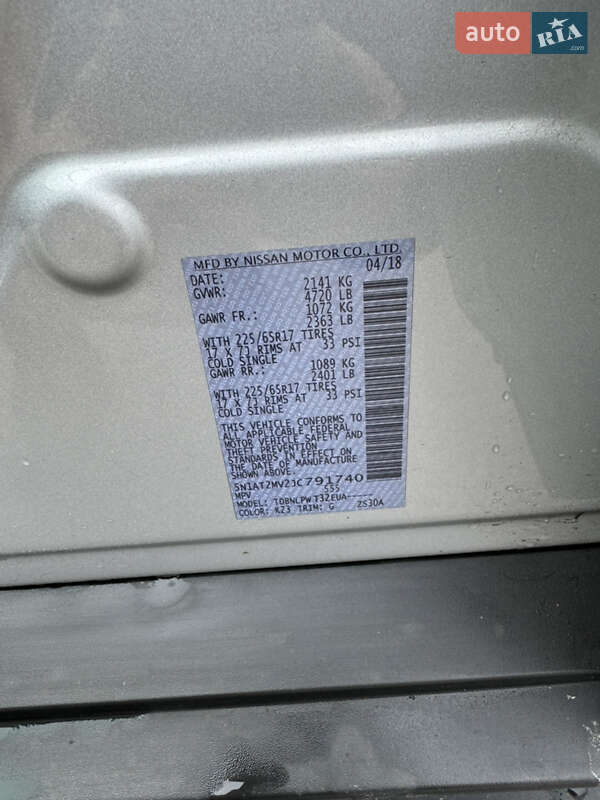 auto RIA .com
MFD BY NISSAN MOTOR CO., LTD.
DATE: 04/18
GVWR: 2141 KG
4720 LB
GAWR FR.: 1072 KG
2363 LB
WITH 225/65R17 TIRES
17 X 7J RIMS AT 33 PSI
COLD SINGLE
GAWR RR.: 1089 KG
2401 LB
WITH 225/65R17 TIRES
17 X 7J RIMS AT 33 PSI
COLD SINGLE
THIS VEHICLE CONFORMS TO
ALL APPLICABLE FEDERAL
MOTOR VEHICLE SAFETY AND
THEFT PREVENTION
STANDARDS IN EFFECT ON
THE DATE OF MANUFACTURE
SHOWN ABOVE.
5N1AT2MV2JC791740
MPV 555
MODEL: TDBNLPWT32EUA-----
COLOR: KZ3 TRIM: G ZS30A